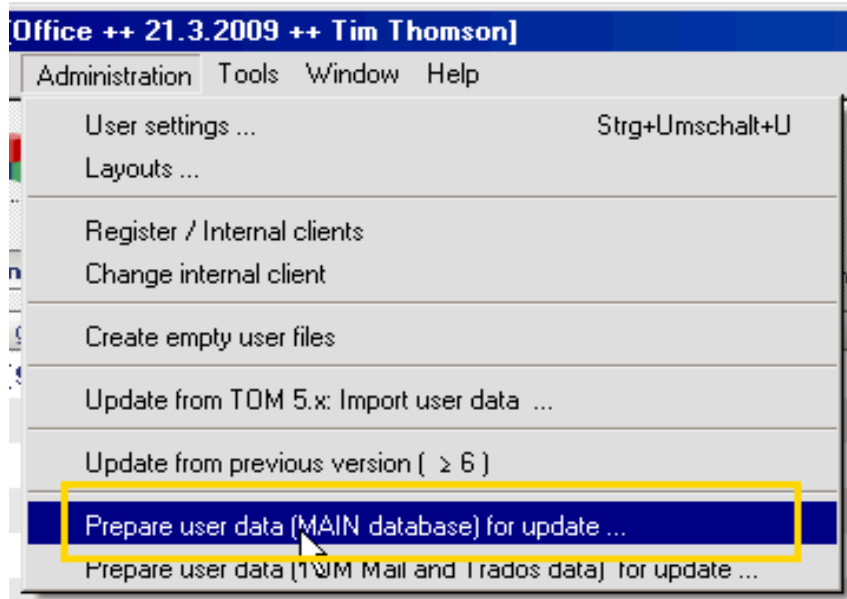 [Office ++ 21.3.2009 ++ Tim Thomson]
Administration Tools Window Help
User settings ... Strg+Umschalt+U
Layouts ...
Register / Internal clients
Change internal client
Create empty user files
Update from TOM 5.x: Import user data ...
Update from previous version ( ≥ 6 )
Prepare user data (MAIN database) for update ...
Prepare user data (TOM Mail and Trados data) for update ...